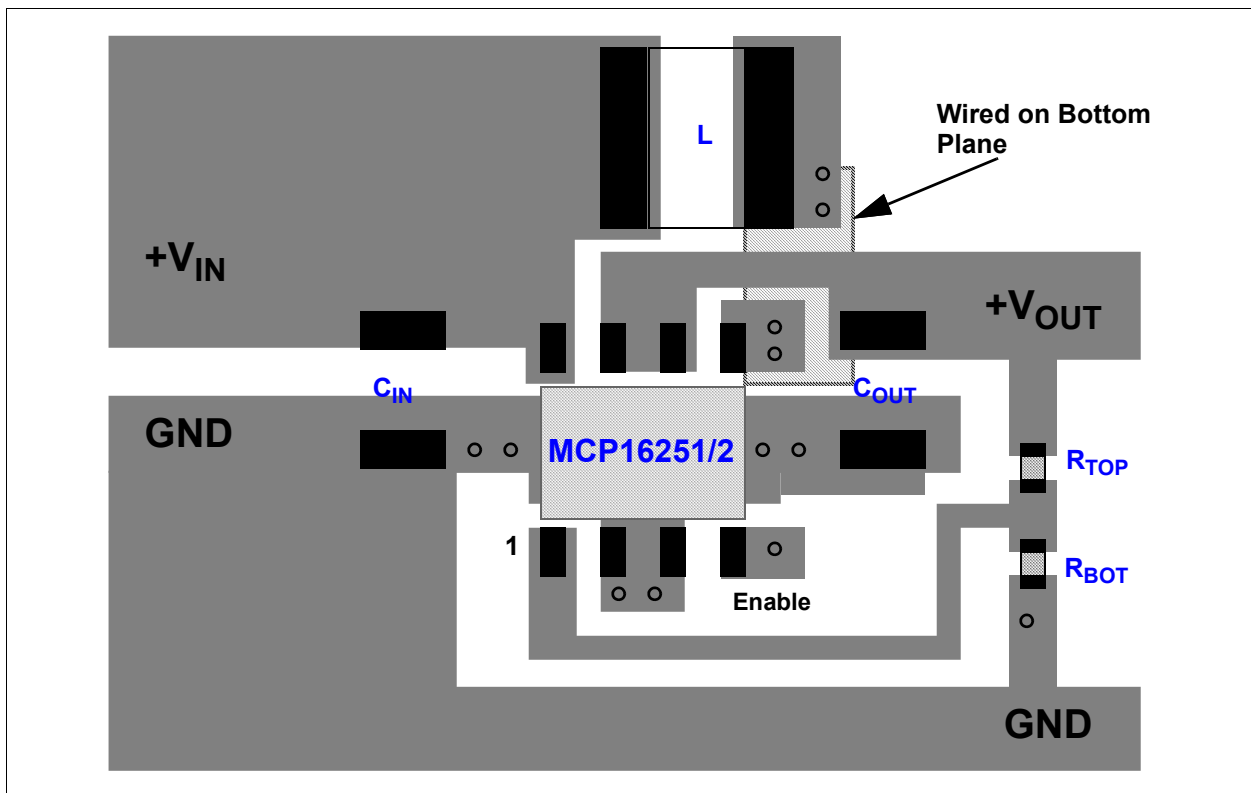 Wired on Bottom
Plane
L
+VIN
+VOUT
CIN
COUT
GND
MCP16251/2
RTOP
1
RBOT
Enable
GND